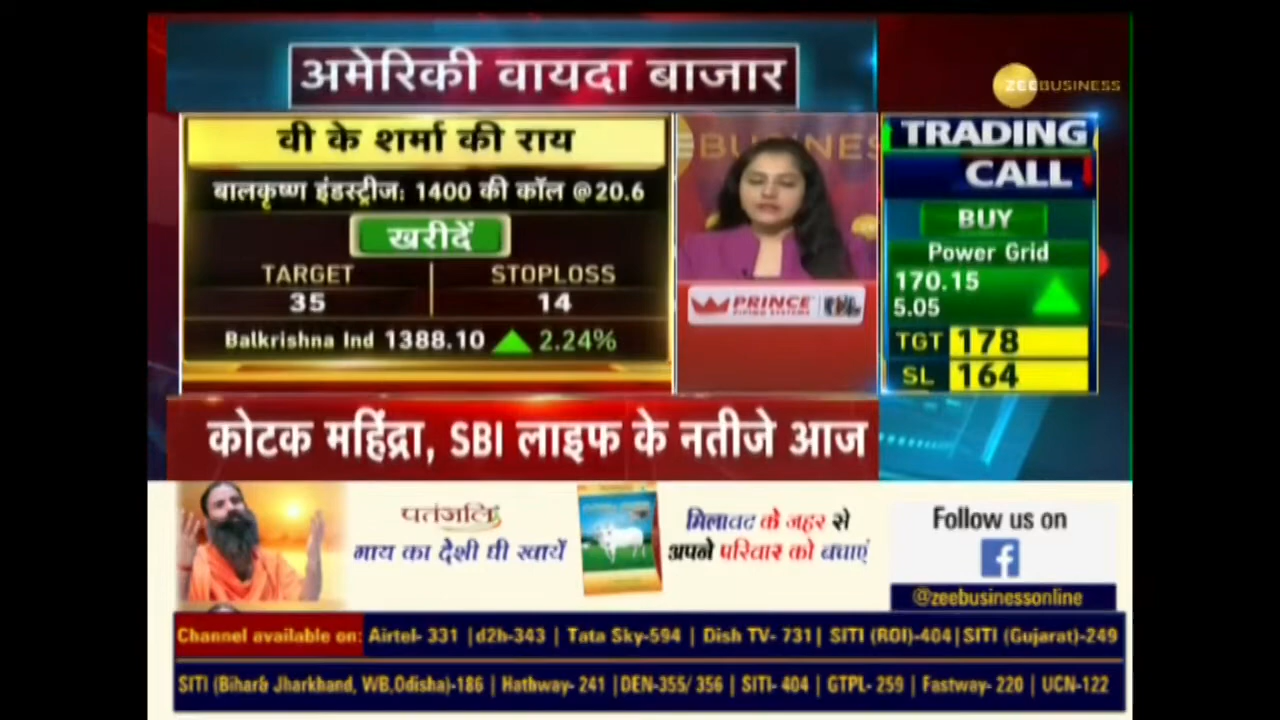 अमेरिकी वायदा बाजार
ZEEBUSINESS
वी के शर्मा की राय
बालकृष्ण इंडस्ट्रीज: 1400 की कॉल @20.6
खरीदें
TARGET STOPLOSS
35 14
Balkrishna Ind 1388.10 2.24%
BUSINES
PRINCE
PIPING SYSTEMS
TRADING
CALL
BUY
Power Grid
170.15
5.05
TGT 178
SL 164
कोटक महिंद्रा, SBI लाइफ के नतीजे आज
पतंजलि
गाय का देशी घी खायें
मिलावट के जहर से
अपने परिवार को बचाएं
Follow us on
@zeebusinessonline
Channel available on: Airtel- 331 |d2h-343 | Tata Sky-594 | Dish TV- 731| SITI (ROI)-404|SITI (Gujarat)-249
SITI (Bihar& Jharkhand, WB,Odisha)-186 | Hathway- 241 |DEN-355/ 356 | SITI- 404 | GTPL- 259 | Fastway- 220 | UCN-122